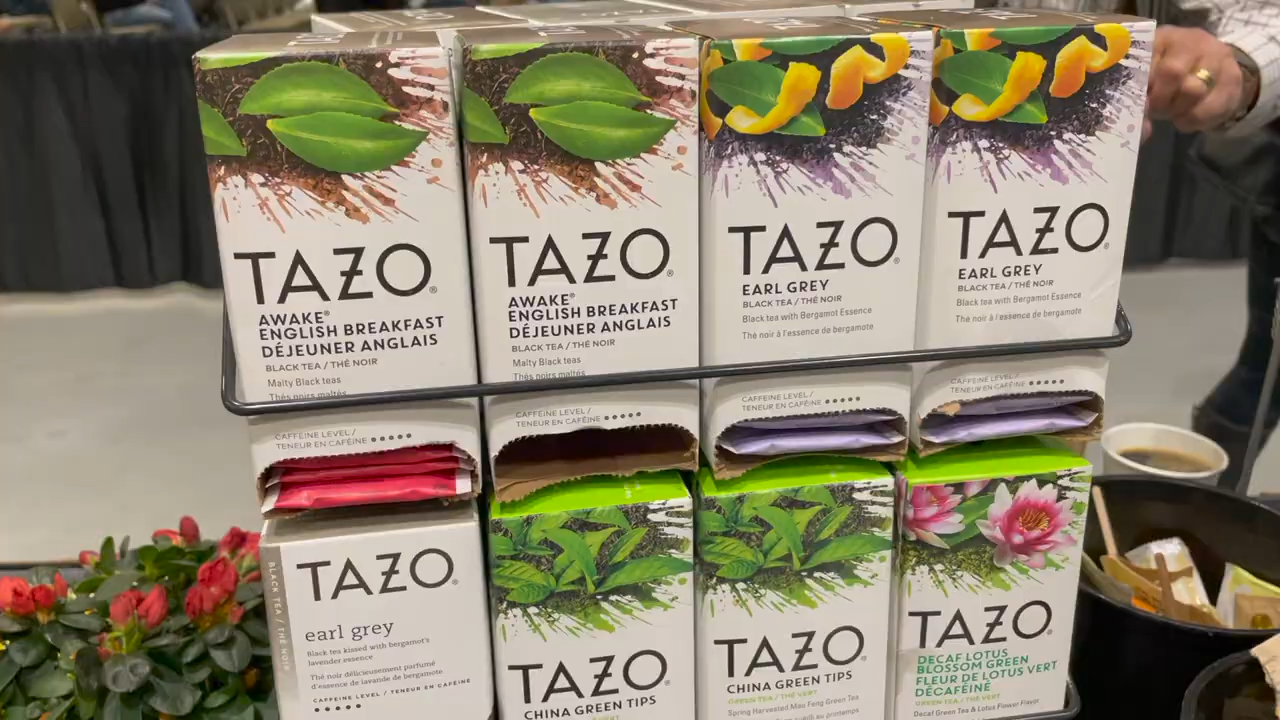 TAZO®
AWAKE®
ENGLISH BREAKFAST
DÉJEUNER ANGLAIS
BLACK TEA / THÉ NOIR
Malty Black teas
Thés noirs maltés
TAZO®
AWAKE®
ENGLISH BREAKFAST
DÉJEUNER ANGLAIS
BLACK TEA / THÉ NOIR
Malty Black teas
Thés noirs maltés
TAZO®
EARL GREY
BLACK TEA / THÉ NOIR
Black tea with Bergamot Essence
Thé noir à l'essence de bergamote
TAZO®
EARL GREY
BLACK TEA / THÉ NOIR
Black tea with Bergamot Essence
Thé noir à l'essence de bergamote
CAFFEINE LEVEL /
TENEUR EN CAFÉINE
CAFFEINE LEVEL /
TENEUR EN CAFÉINE
CAFFEINE LEVEL /
TENEUR EN CAFÉINE
CAFFEINE LEVEL /
TENEUR EN CAFÉINE
BLACK TEA / THÉ NOIR
TAZO®
earl grey
Black tea kissed with bergamot's
lavender essence
Thé noir délicieusement parfumé
d'essence de lavande de bergamote
CAFFEINE LEVEL / TENEUR EN CAFÉINE
TAZO®
CHINA GREEN TIPS
TAZO®
CHINA GREEN TIPS
GREEN TEA / THÉ VERT
Spring Harvested Mao Feng Green Tea
TAZO®
DECAF LOTUS
BLOSSOM GREEN
FLEUR DE LOTUS VERT
DÉCAFÉINÉ
GREEN TEA / THÉ VERT
Decaf Green Tea & Lotus Flower Flavor